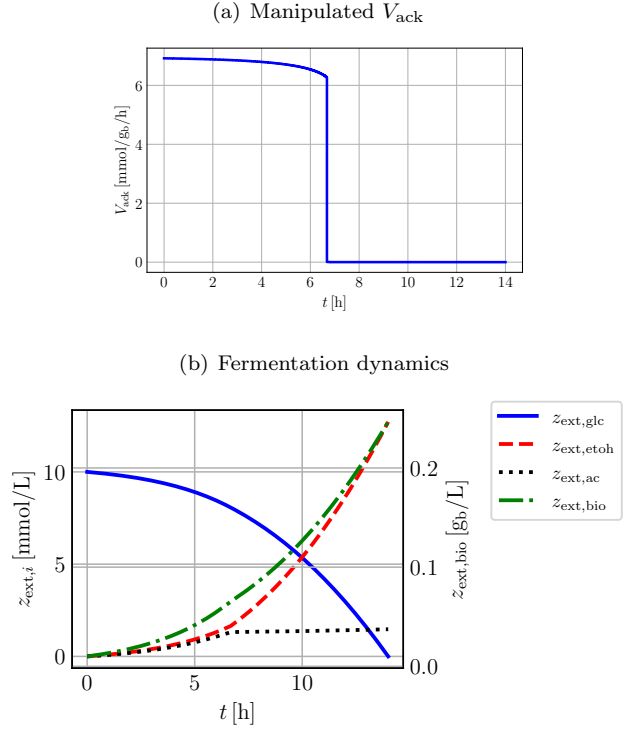 (a) Manipulated V_ack
V_ack [mmol/g_b/h]
6
4
2
0
0 2 4 6 8 10 12 14
t [h]
(b) Fermentation dynamics
z_ext,i [mmol/L]
10
5
0
0 5 10
t [h]
0.2
0.1
0.0
z_ext,bio [g_b/L]
z_ext,glc
z_ext,etoh
z_ext,ac
z_ext,bio